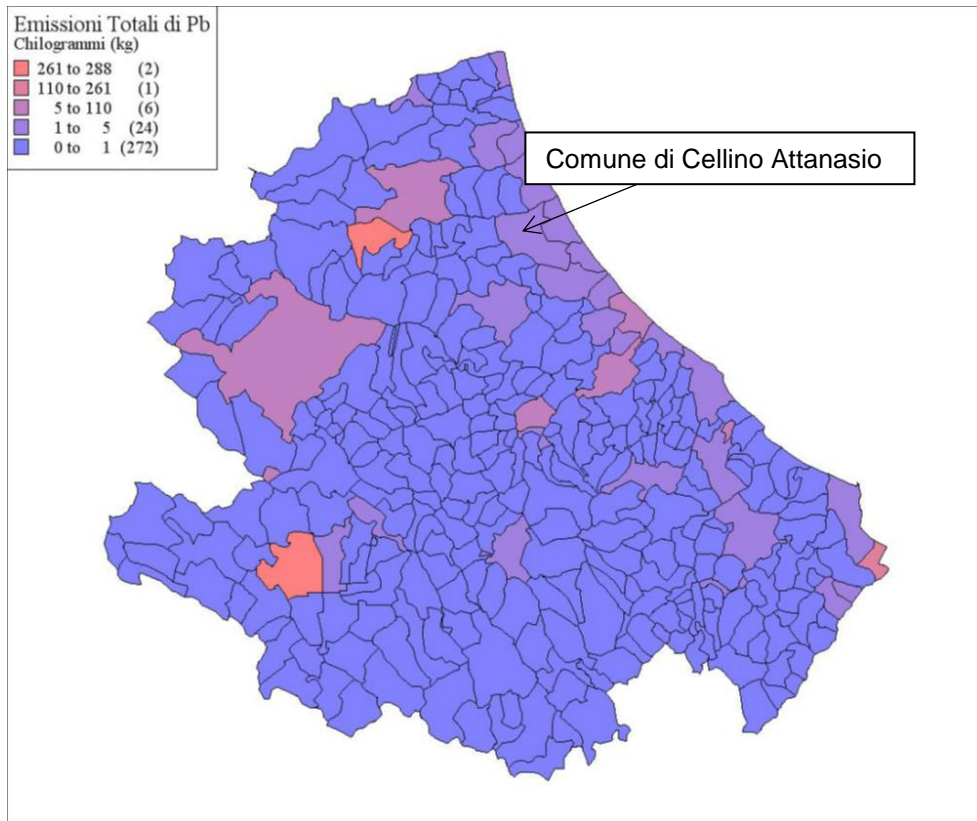 Emissioni Totali di Pb
Chilogrammi (kg)
261 to 288 (2)
110 to 261 (1)
5 to 110 (6)
1 to 5 (24)
0 to 1 (272)
Comune di Cellino Attanasio